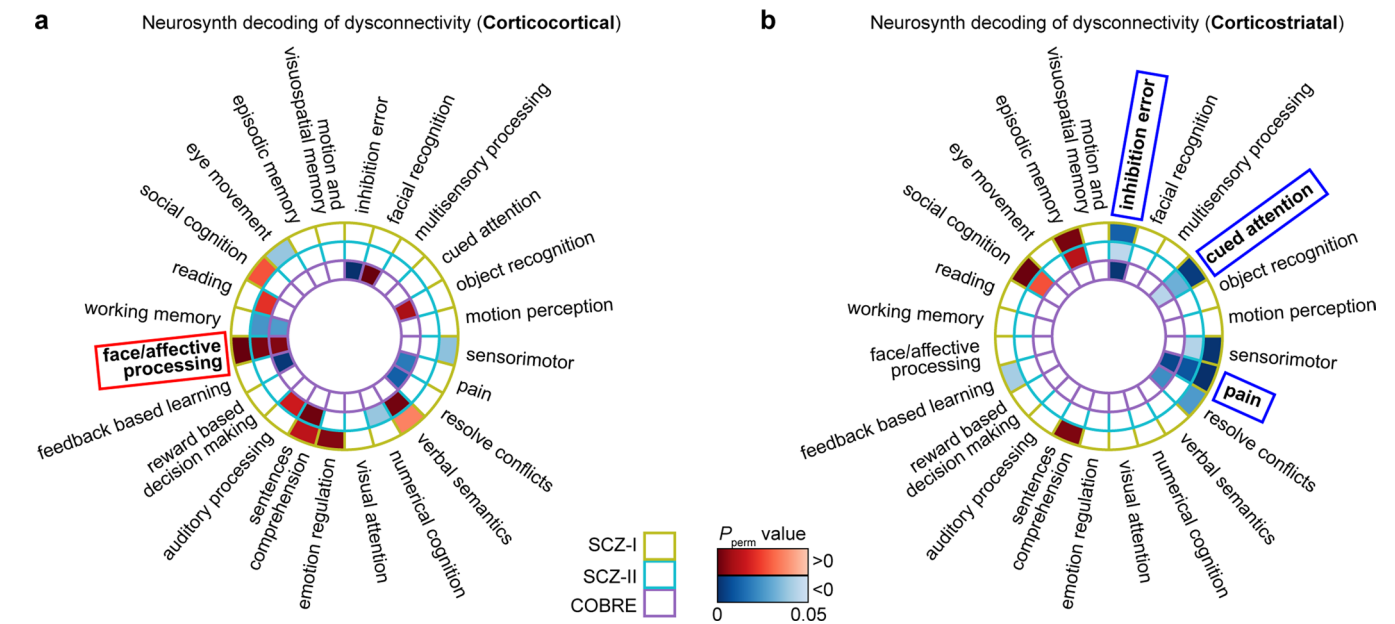 a
Neurosynth decoding of dysconnectivity (Corticocortical)
visuospatial memory
motion and
episodic memory
eye movement
social cognition
reading
working memory
face/affective
processing
feedback based learning
reward based
decision making
auditory processing
sentences
comprehension
emotion regulation
visual attention
numerical cognition
verbal semantics
resolve conflicts
pain
sensorimotor
motion perception
object recognition
cued attention
multisensory processing
facial recognition
inhibition error
b
Neurosynth decoding of dysconnectivity (Corticostriatal)
visuospatial memory
motion and
episodic memory
eye movement
social cognition
reading
working memory
face/affective
processing
feedback based learning
reward based
decision making
auditory processing
sentences
comprehension
emotion regulation
visual attention
numerical cognition
verbal semantics
resolve conflicts
pain
sensorimotor
motion perception
object recognition
cued attention
multisensory processing
facial recognition
inhibition error
SCZ-I
SCZ-II
COBRE
Pperm value
>0
<0
0 0.05